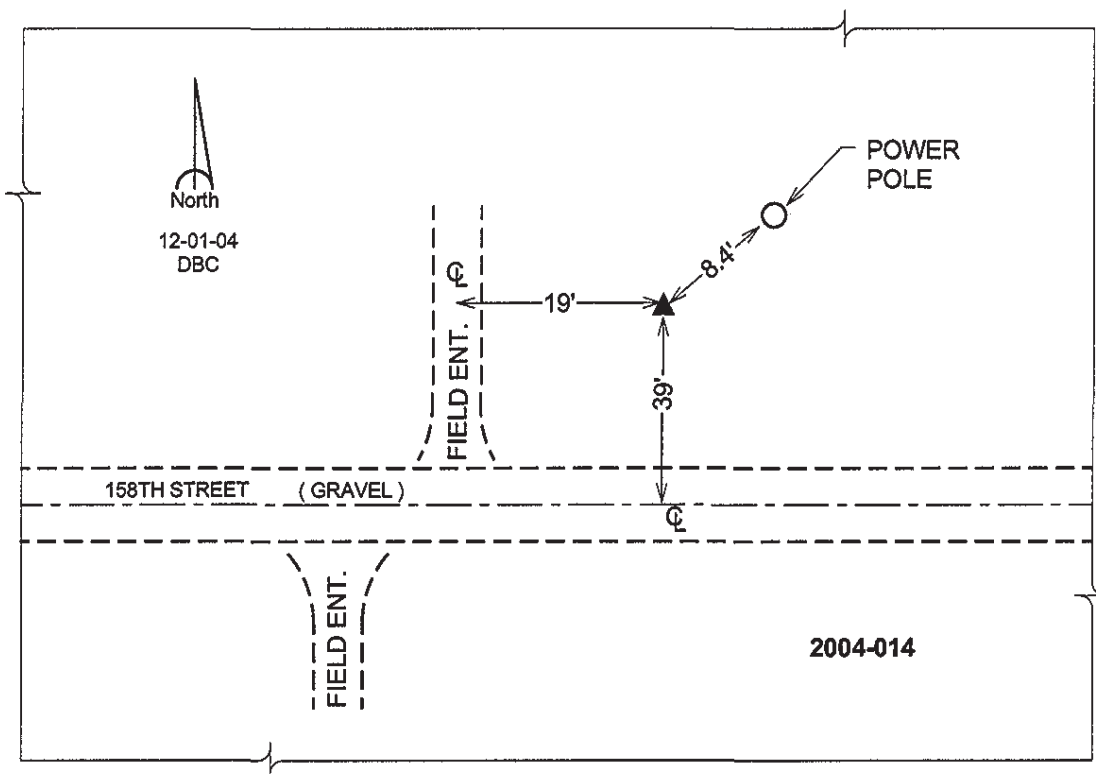 POWER
POLE
North
12-01-04
DBC
℄
8.4'
19'
FIELD ENT.
39'
158TH STREET
( GRAVEL )
℄
FIELD ENT.
2004-014